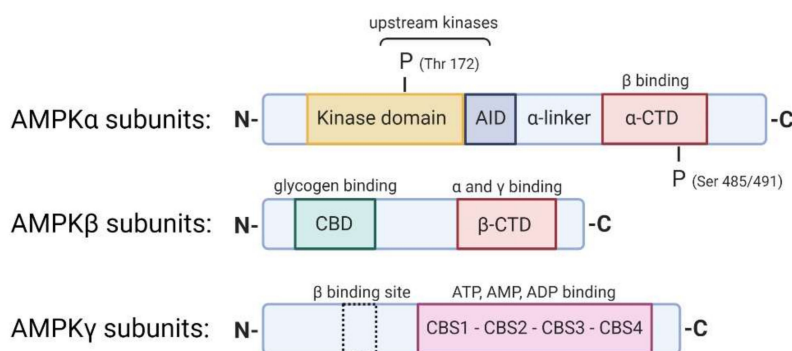 upstream kinases
P (Thr 172)
β binding
AMPKα subunits: N- Kinase domain AID α-linker α-CTD -C
P (Ser 485/491)
glycogen binding α and γ binding
AMPKβ subunits: N- CBD β-CTD -C
β binding site ATP, AMP, ADP binding
AMPKγ subunits: N- CBS1 - CBS2 - CBS3 - CBS4 -C